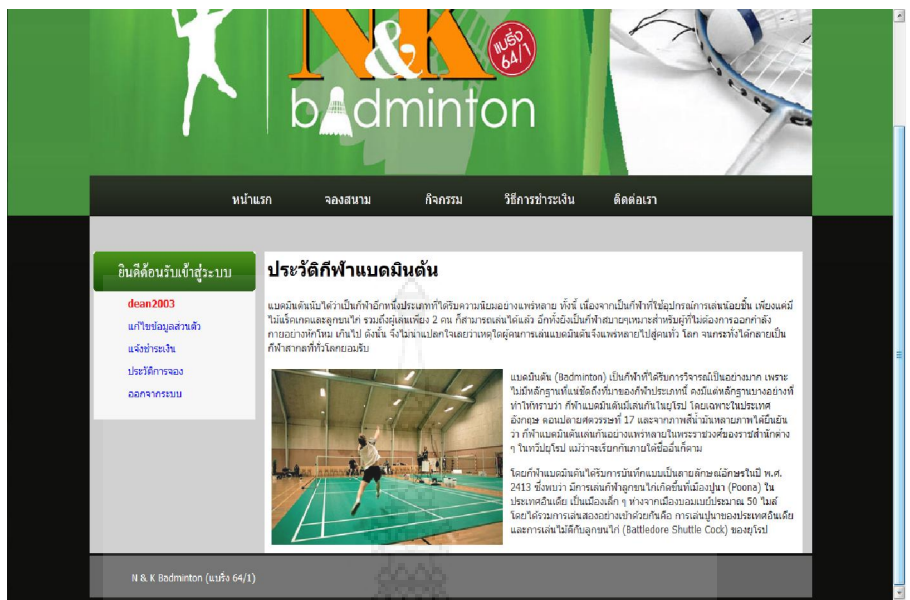 N&K
แบริ่ง
64/1
badminton
หน้าแรก จองสนาม กิจกรรม วิธีการชำระเงิน ติดต่อเรา
ยินดีต้อนรับเข้าสู่ระบบ
dean2003
แก้ไขข้อมูลส่วนตัว
แจ้งชำระเงิน
ประวัติการจอง
ออกจากระบบ
ประวัติกีฬาแบดมินตัน
แบดมินตันนับได้ว่าเป็นกีฬาอีกหนึ่งประเภทที่ได้รับความนิยมอย่างแพร่หลาย ทั้งนี้ เนื่องจากเป็นกีฬาที่ใช้อุปกรณ์การเล่นน้อยชิ้น เพียงแค่มี
ไม้แร็คเกตและลูกขนไก่ รวมถึงผู้เล่นเพียง 2 คน ก็สามารถเล่นได้แล้ว อีกทั้งยังเป็นกีฬาสบายๆเหมาะสำหรับผู้ที่ไม่ต้องการออกกำลัง
กายอย่างหักโหม เกินไป ดังนั้น จึงไม่น่าแปลกใจเลยว่าเหตุใดผู้คนการเล่นแบดมินตันจึงแพร่หลายไปสู่คนทั่ว โลก จนกระทั่งได้กลายเป็น
กีฬาสากลที่ทั่วโลกยอมรับ
แบดมินตัน (Badminton) เป็นกีฬาที่ได้รับการวิจารณ์เป็นอย่างมาก เพราะ
ไม่มีหลักฐานที่แน่ชัดถึงที่มาของกีฬาประเภทนี้ คงมีแต่หลักฐานบางอย่างที่
ทำให้ทราบว่า กีฬาแบดมินตันมีเล่นกันในยุโรป โดยเฉพาะในประเทศ
อังกฤษ ตอนปลายศตวรรษที่ 17 และจากภาพสีน้ำมันหลายภาพได้ยืนยัน
ว่า กีฬาแบดมินตันเล่นกันอย่างแพร่หลายในพระราชวงศ์ของราชสำนักต่าง
ๆ ในทวีปยุโรป แม้ว่าจะเรียกกันภายใต้ชื่ออื่นก็ตาม
โดยกีฬาแบดมินตันได้รับการบันทึกแบบเป็นลายลักษณ์อักษรในปี พ.ศ.
2413 ซึ่งพบว่า มีการเล่นกีฬาลูกขนไก่เกิดขึ้นที่เมืองปูนา (Poona) ใน
ประเทศอินเดีย เป็นเมืองเล็ก ๆ ห่างจากเมืองบอมเบย์ประมาณ 50 ไมล์
โดยได้รวมการเล่นสองอย่างเข้าด้วยกันคือ การเล่นปูนาของประเทศอินเดีย
และการเล่นไม้ตีกับลูกขนไก่ (Battledore Shuttle Cock) ของยุโรป
N & K Badminton (แบริ่ง 64/1)